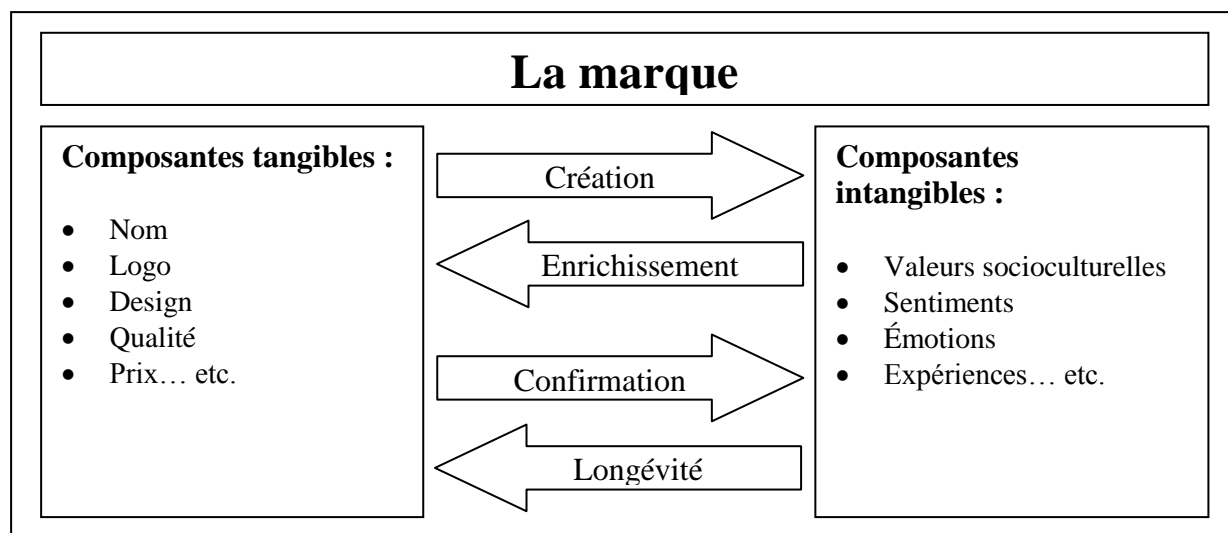 La marque
Composantes tangibles :
• Nom
• Logo
• Design
• Qualité
• Prix… etc.
Création
Enrichissement
Confirmation
Longévité
Composantes
intangibles :
• Valeurs socioculturelles
• Sentiments
• Émotions
• Expériences… etc.